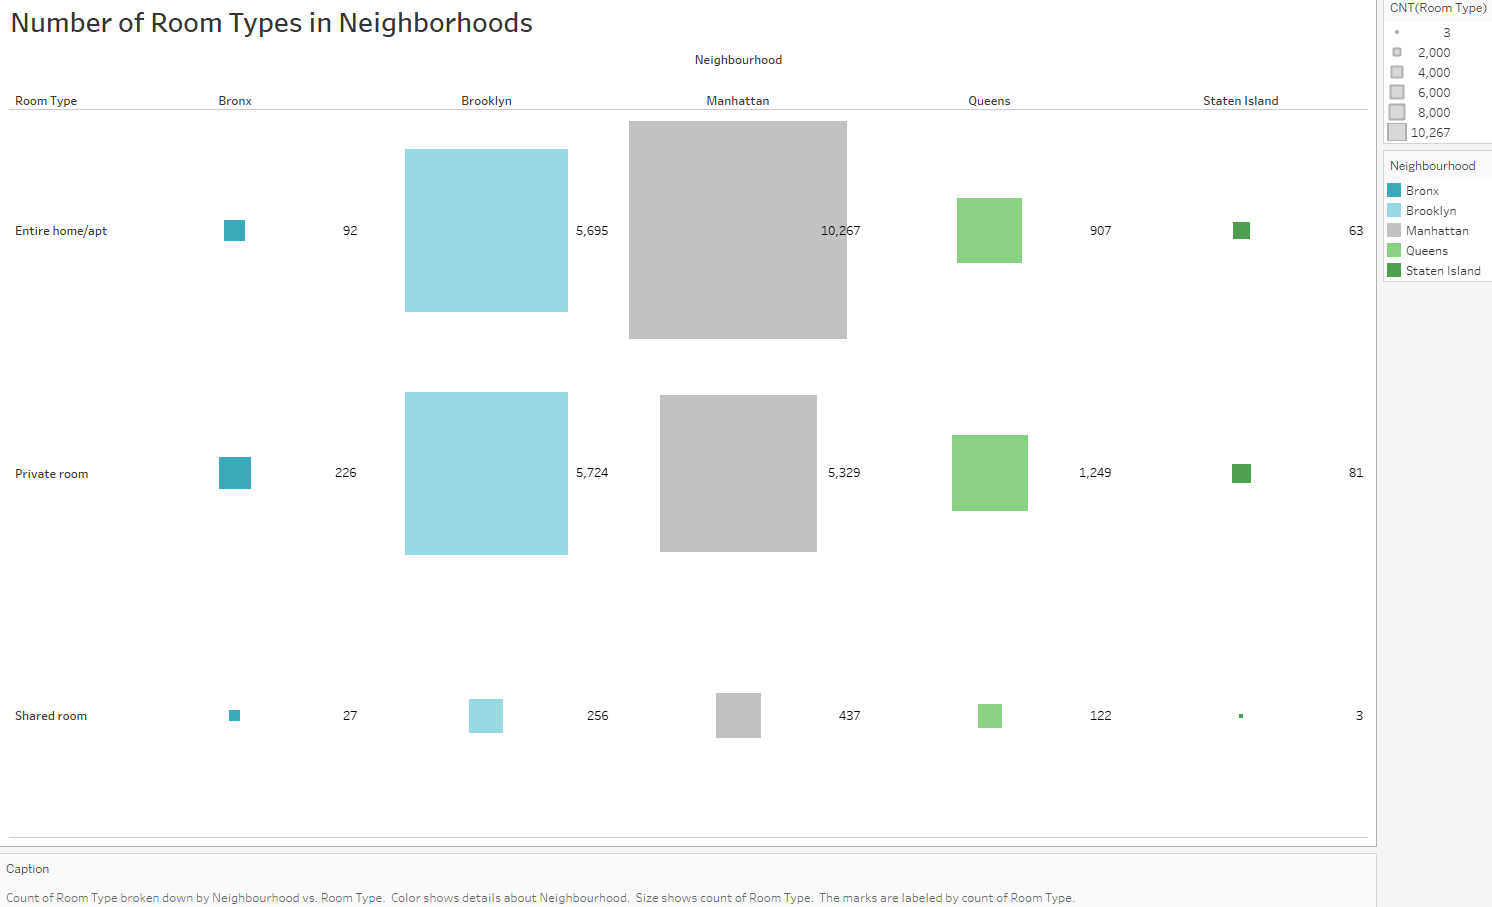 Number of Room Types in Neighborhoods
Neighbourhood
Room Type Bronx Brooklyn Manhattan Queens Staten Island
Entire home/apt 92 5,695 10,267 907 63
Private room 226 5,724 5,329 1,249 81
Shared room 27 256 437 122 3
CNT(Room Type)
3
2,000
4,000
6,000
8,000
10,267
Neighbourhood
Bronx
Brooklyn
Manhattan
Queens
Staten Island
Caption
Count of Room Type broken down by Neighbourhood vs. Room Type. Color shows details about Neighbourhood. Size shows count of Room Type. The marks are labeled by count of Room Type.